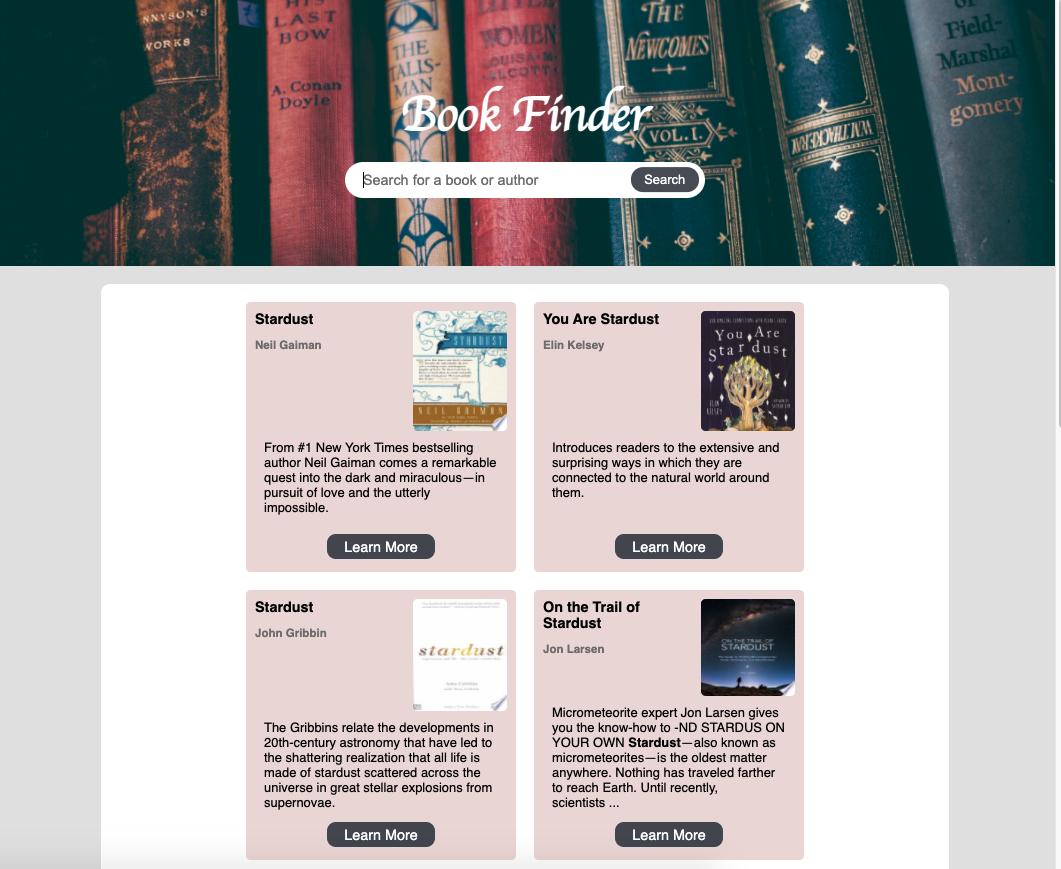 NNYSON'S
WORKS
HIS
LAST
BOW
A. Conan
Doyle
THE
TALIS-
MAN
LITTLE
WOMEN
LOUISA·M·
ALCOTT
THE
NEWCOMES
VOL. I.
W.M.THACKERAY
of
Field-
Marshal
Mont-
gomery
Book Finder
Search for a book or author
Search
Stardust
Neil Gaiman
STARDUST
NEIL GAIMAN
From #1 New York Times bestselling
author Neil Gaiman comes a remarkable
quest into the dark and miraculous—in
pursuit of love and the utterly
impossible.
Learn More
You Are Stardust
Elin Kelsey
You Are
Stardust
ELIN
KELSEY
Introduces readers to the extensive and
surprising ways in which they are
connected to the natural world around
them.
Learn More
Stardust
John Gribbin
stardust
The Gribbins relate the developments in
20th-century astronomy that have led to
the shattering realization that all life is
made of stardust scattered across the
universe in great stellar explosions from
supernovae.
Learn More
On the Trail of
Stardust
Jon Larsen
ON THE TRAIL OF
STARDUST
Micrometeorite expert Jon Larsen gives
you the know-how to -ND STARDUS ON
YOUR OWN Stardust—also known as
micrometeorites—is the oldest matter
anywhere. Nothing has traveled farther
to reach Earth. Until recently,
scientists ...
Learn More